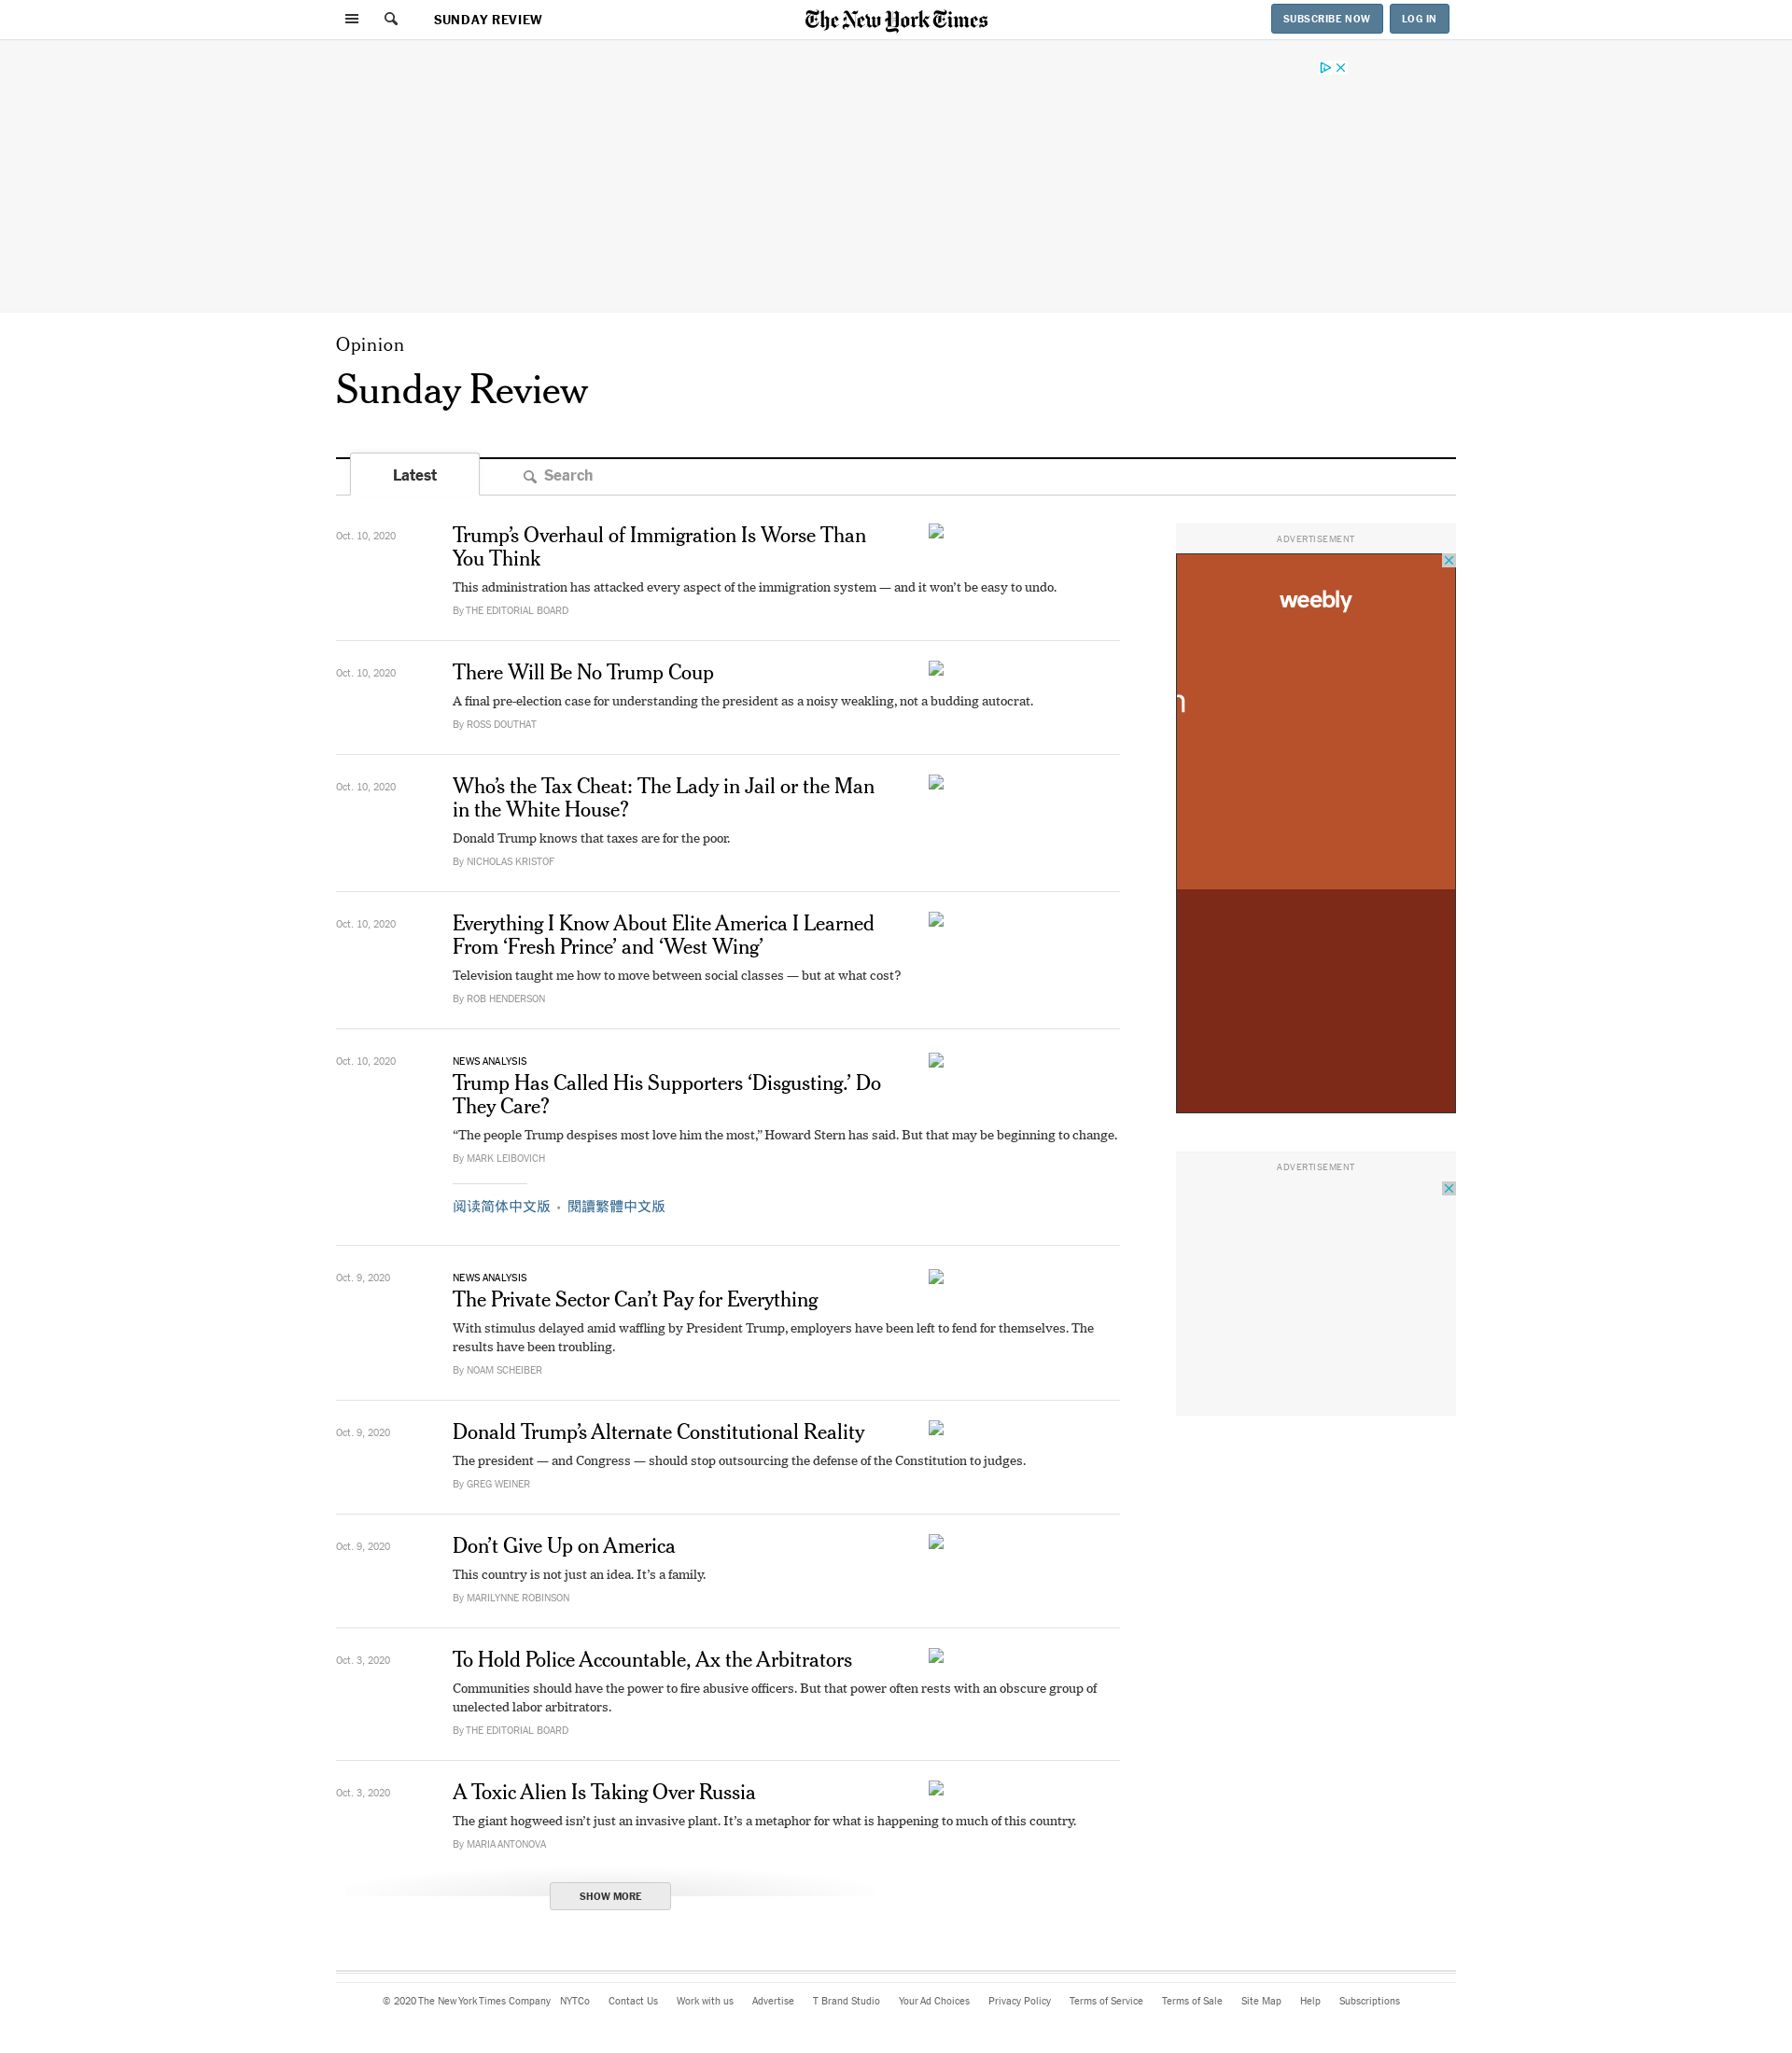 SUNDAY REVIEW
The New York Times
SUBSCRIBE NOW
LOG IN
Opinion
Sunday Review
Latest
Search
Oct. 10, 2020
Trump’s Overhaul of Immigration Is Worse Than
You Think
This administration has attacked every aspect of the immigration system — and it won’t be easy to undo.
By THE EDITORIAL BOARD
Oct. 10, 2020
There Will Be No Trump Coup
A final pre-election case for understanding the president as a noisy weakling, not a budding autocrat.
By ROSS DOUTHAT
Oct. 10, 2020
Who’s the Tax Cheat: The Lady in Jail or the Man
in the White House?
Donald Trump knows that taxes are for the poor.
By NICHOLAS KRISTOF
Oct. 10, 2020
Everything I Know About Elite America I Learned
From ‘Fresh Prince’ and ‘West Wing’
Television taught me how to move between social classes — but at what cost?
By ROB HENDERSON
Oct. 10, 2020
NEWS ANALYSIS
Trump Has Called His Supporters ‘Disgusting.’ Do
They Care?
“The people Trump despises most love him the most,” Howard Stern has said. But that may be beginning to change.
By MARK LEIBOVICH
阅读简体中文版 • 閱讀繁體中文版
Oct. 9, 2020
NEWS ANALYSIS
The Private Sector Can’t Pay for Everything
With stimulus delayed amid waffling by President Trump, employers have been left to fend for themselves. The
results have been troubling.
By NOAM SCHEIBER
Oct. 9, 2020
Donald Trump’s Alternate Constitutional Reality
The president — and Congress — should stop outsourcing the defense of the Constitution to judges.
By GREG WEINER
Oct. 9, 2020
Don’t Give Up on America
This country is not just an idea. It’s a family.
By MARILYNNE ROBINSON
Oct. 3, 2020
To Hold Police Accountable, Ax the Arbitrators
Communities should have the power to fire abusive officers. But that power often rests with an obscure group of
unelected labor arbitrators.
By THE EDITORIAL BOARD
Oct. 3, 2020
A Toxic Alien Is Taking Over Russia
The giant hogweed isn’t just an invasive plant. It’s a metaphor for what is happening to much of this country.
By MARIA ANTONOVA
SHOW MORE
ADVERTISEMENT
weebly
ADVERTISEMENT
© 2020 The New York Times Company NYTCo Contact Us Work with us Advertise T Brand Studio Your Ad Choices Privacy Policy Terms of Service Terms of Sale Site Map Help Subscriptions